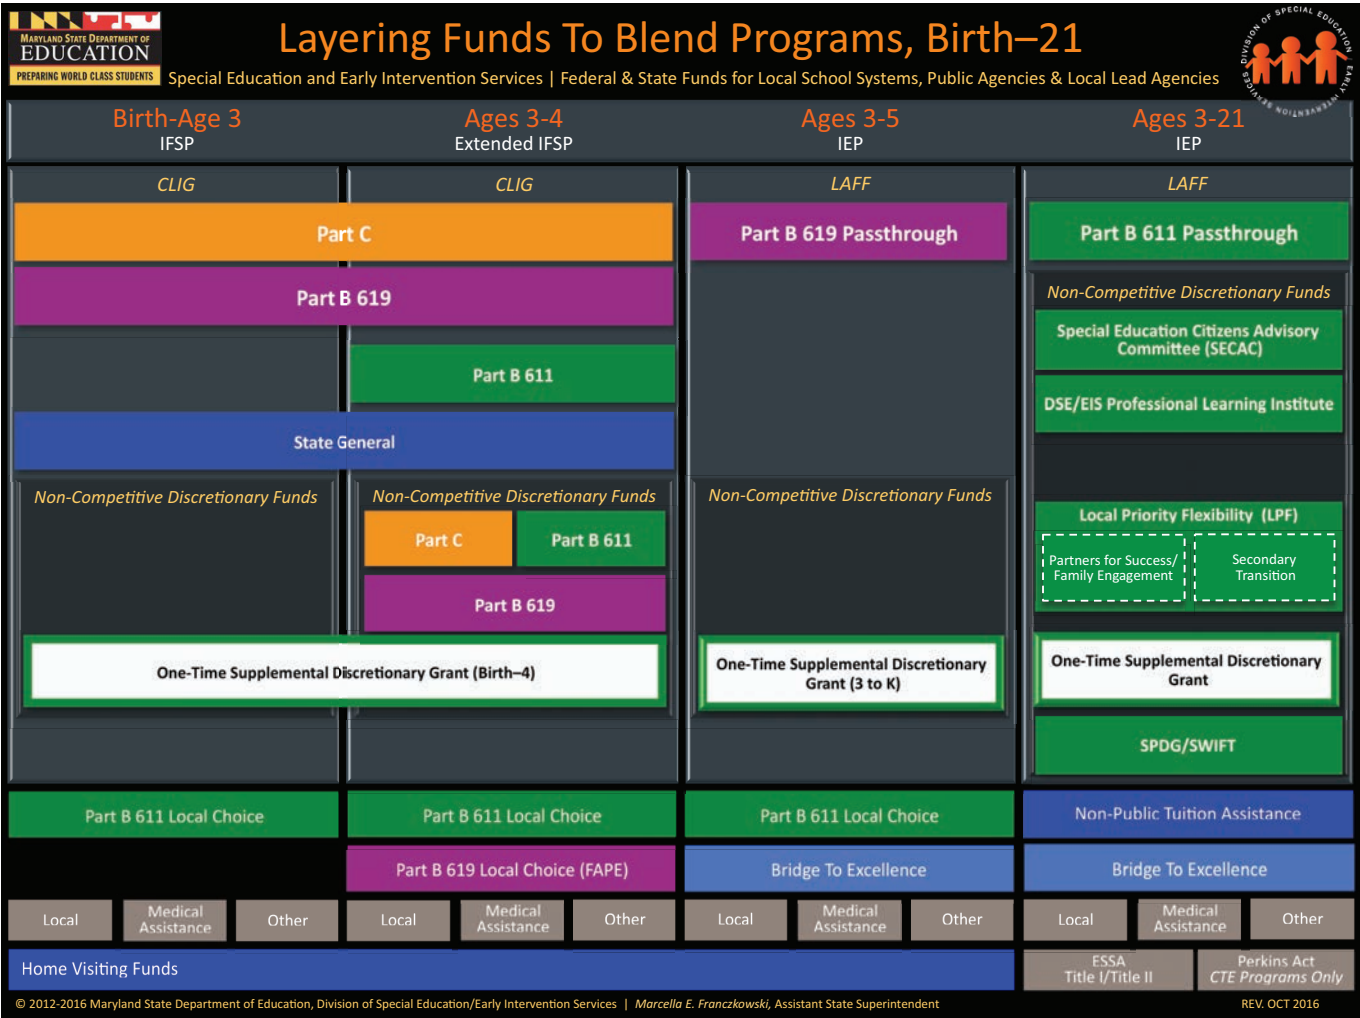 MARYLAND STATE DEPARTMENT OF
EDUCATION
PREPARING WORLD CLASS STUDENTS
Layering Funds To Blend Programs, Birth–21
Special Education and Early Intervention Services | Federal & State Funds for Local School Systems, Public Agencies & Local Lead Agencies
DIVISION OF SPECIAL EDUCATION
EARLY INTERVENTION SERVICES
Birth-Age 3
IFSP
Ages 3-4
Extended IFSP
Ages 3-5
IEP
Ages 3-21
IEP
CLIG
CLIG
LAFF
LAFF
Part C
Part B 619 Passthrough
Part B 611 Passthrough
Part B 619
Non-Competitive Discretionary Funds
Special Education Citizens Advisory
Committee (SECAC)
Part B 611
DSE/EIS Professional Learning Institute
State General
Non-Competitive Discretionary Funds
Non-Competitive Discretionary Funds
Non-Competitive Discretionary Funds
Part C
Part B 611
Part B 619
Local Priority Flexibility (LPF)
Partners for Success/
Family Engagement
Secondary
Transition
One-Time Supplemental Discretionary Grant (Birth–4)
One-Time Supplemental Discretionary
Grant (3 to K)
One-Time Supplemental Discretionary
Grant
SPDG/SWIFT
Part B 611 Local Choice
Part B 611 Local Choice
Part B 611 Local Choice
Non-Public Tuition Assistance
Part B 619 Local Choice (FAPE)
Bridge To Excellence
Bridge To Excellence
Local
Medical
Assistance
Other
Local
Medical
Assistance
Other
Local
Medical
Assistance
Other
Local
Medical
Assistance
Other
Home Visiting Funds
ESSA
Title I/Title II
Perkins Act
CTE Programs Only
© 2012-2016 Maryland State Department of Education, Division of Special Education/Early Intervention Services | Marcella E. Franczkowski, Assistant State Superintendent
REV. OCT 2016